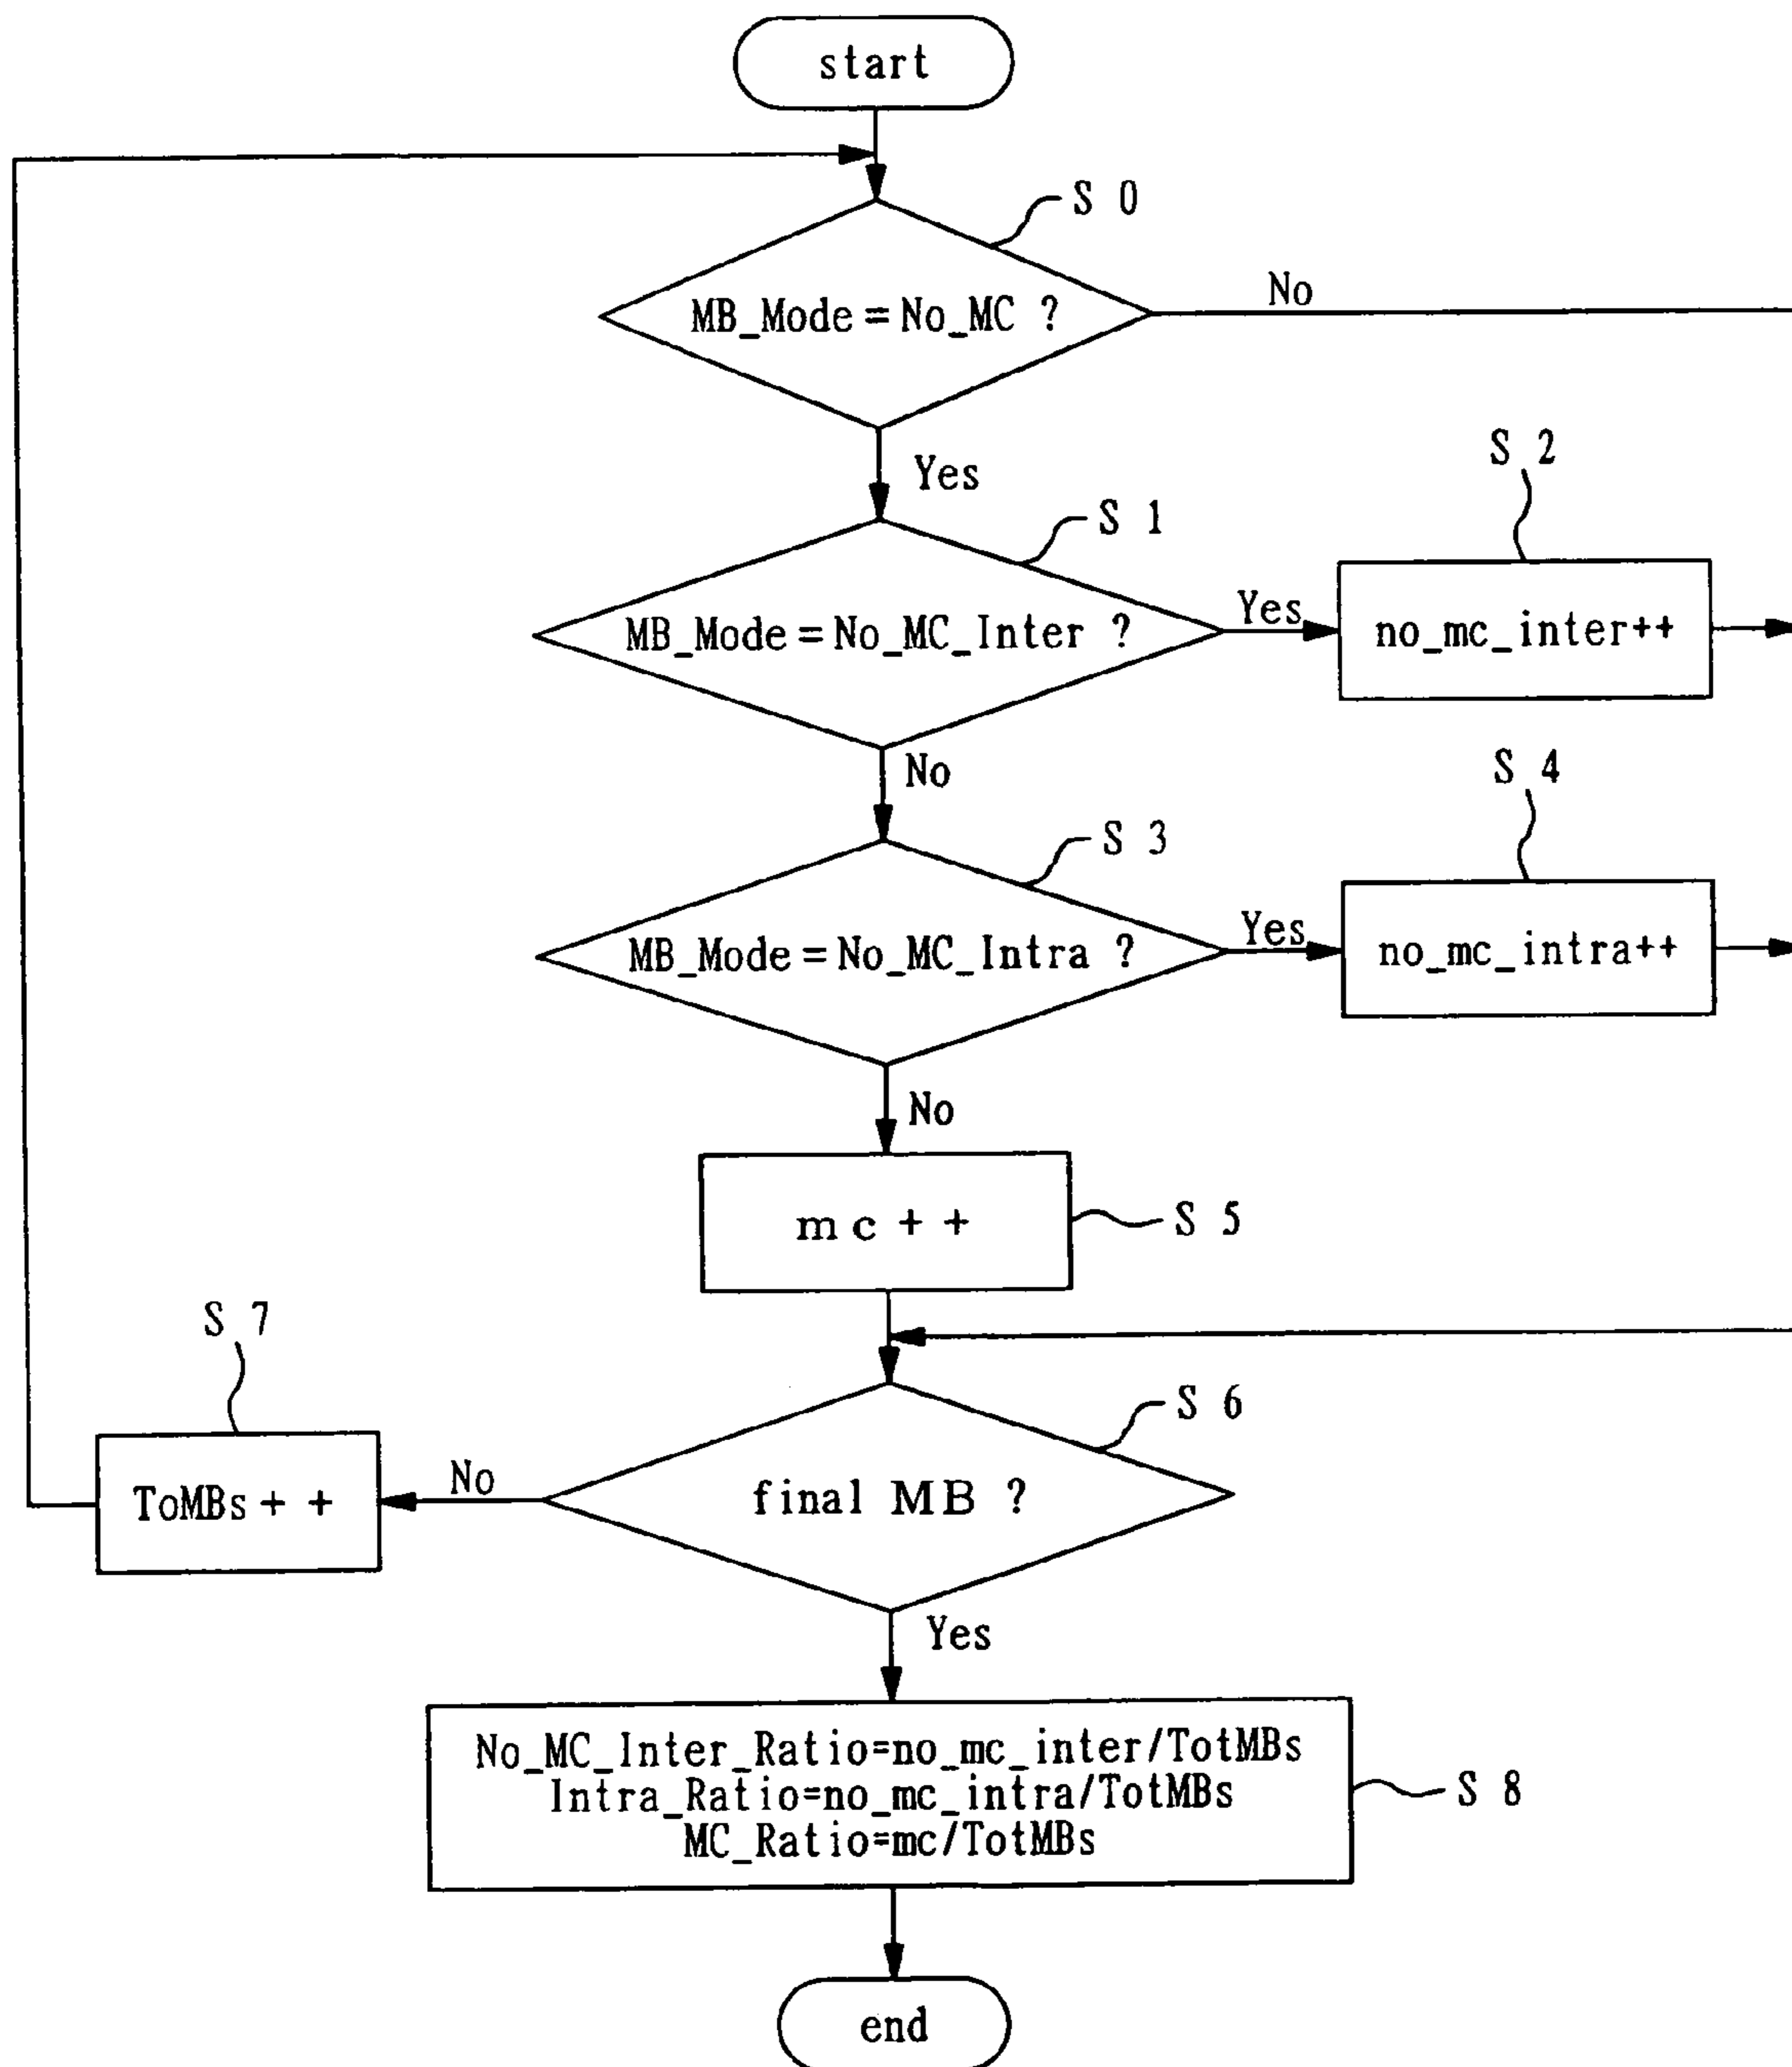 start
S 0
MB_Mode=No_MC ?
No
Yes
S 1
S 2
MB_Mode=No_MC_Inter ?
Yes
no_mc_inter++
No
S 3
S 4
MB_Mode=No_MC_Intra ?
Yes
no_mc_intra++
No
mc++
S 5
S 7
S 6
ToMBs++
No
final MB ?
Yes
No_MC_Inter_Ratio=no_mc_inter/TotMBs
Intra_Ratio=no_mc_intra/TotMBs
MC_Ratio=mc/TotMBs
S 8
end